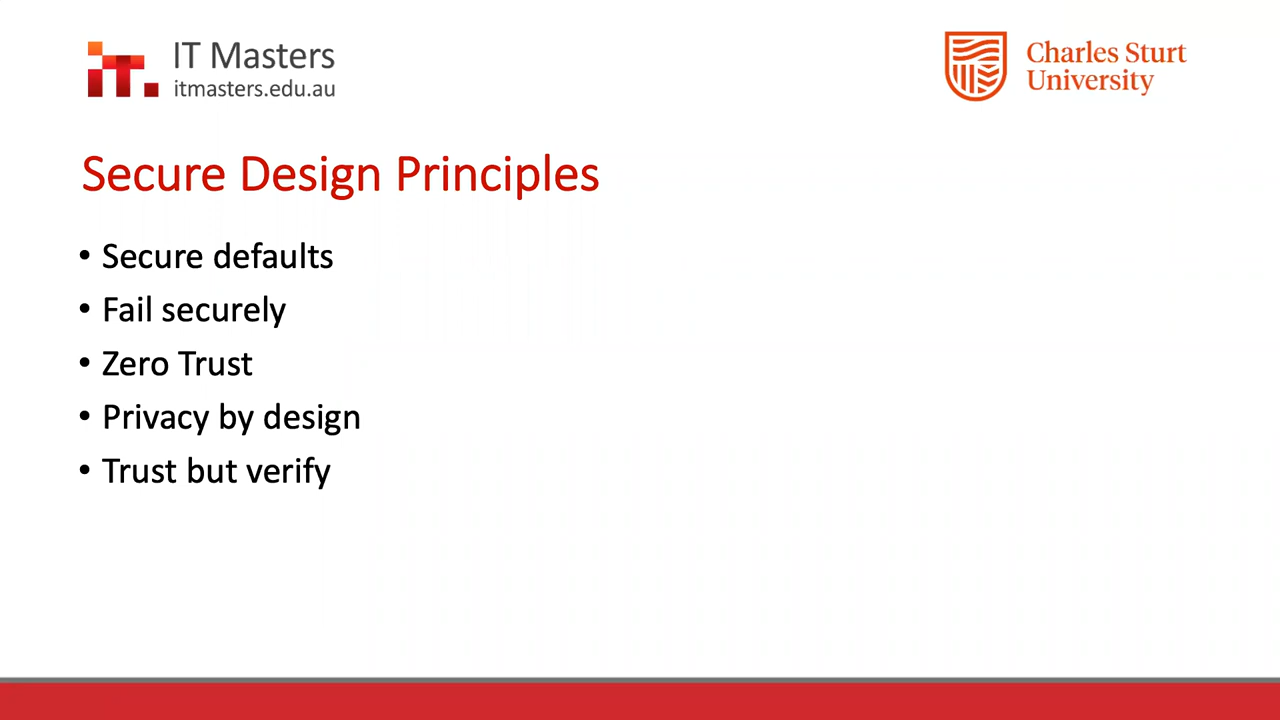 IT Masters
itmasters.edu.au
Charles Sturt
University
Secure Design Principles
• Secure defaults
• Fail securely
• Zero Trust
• Privacy by design
• Trust but verify